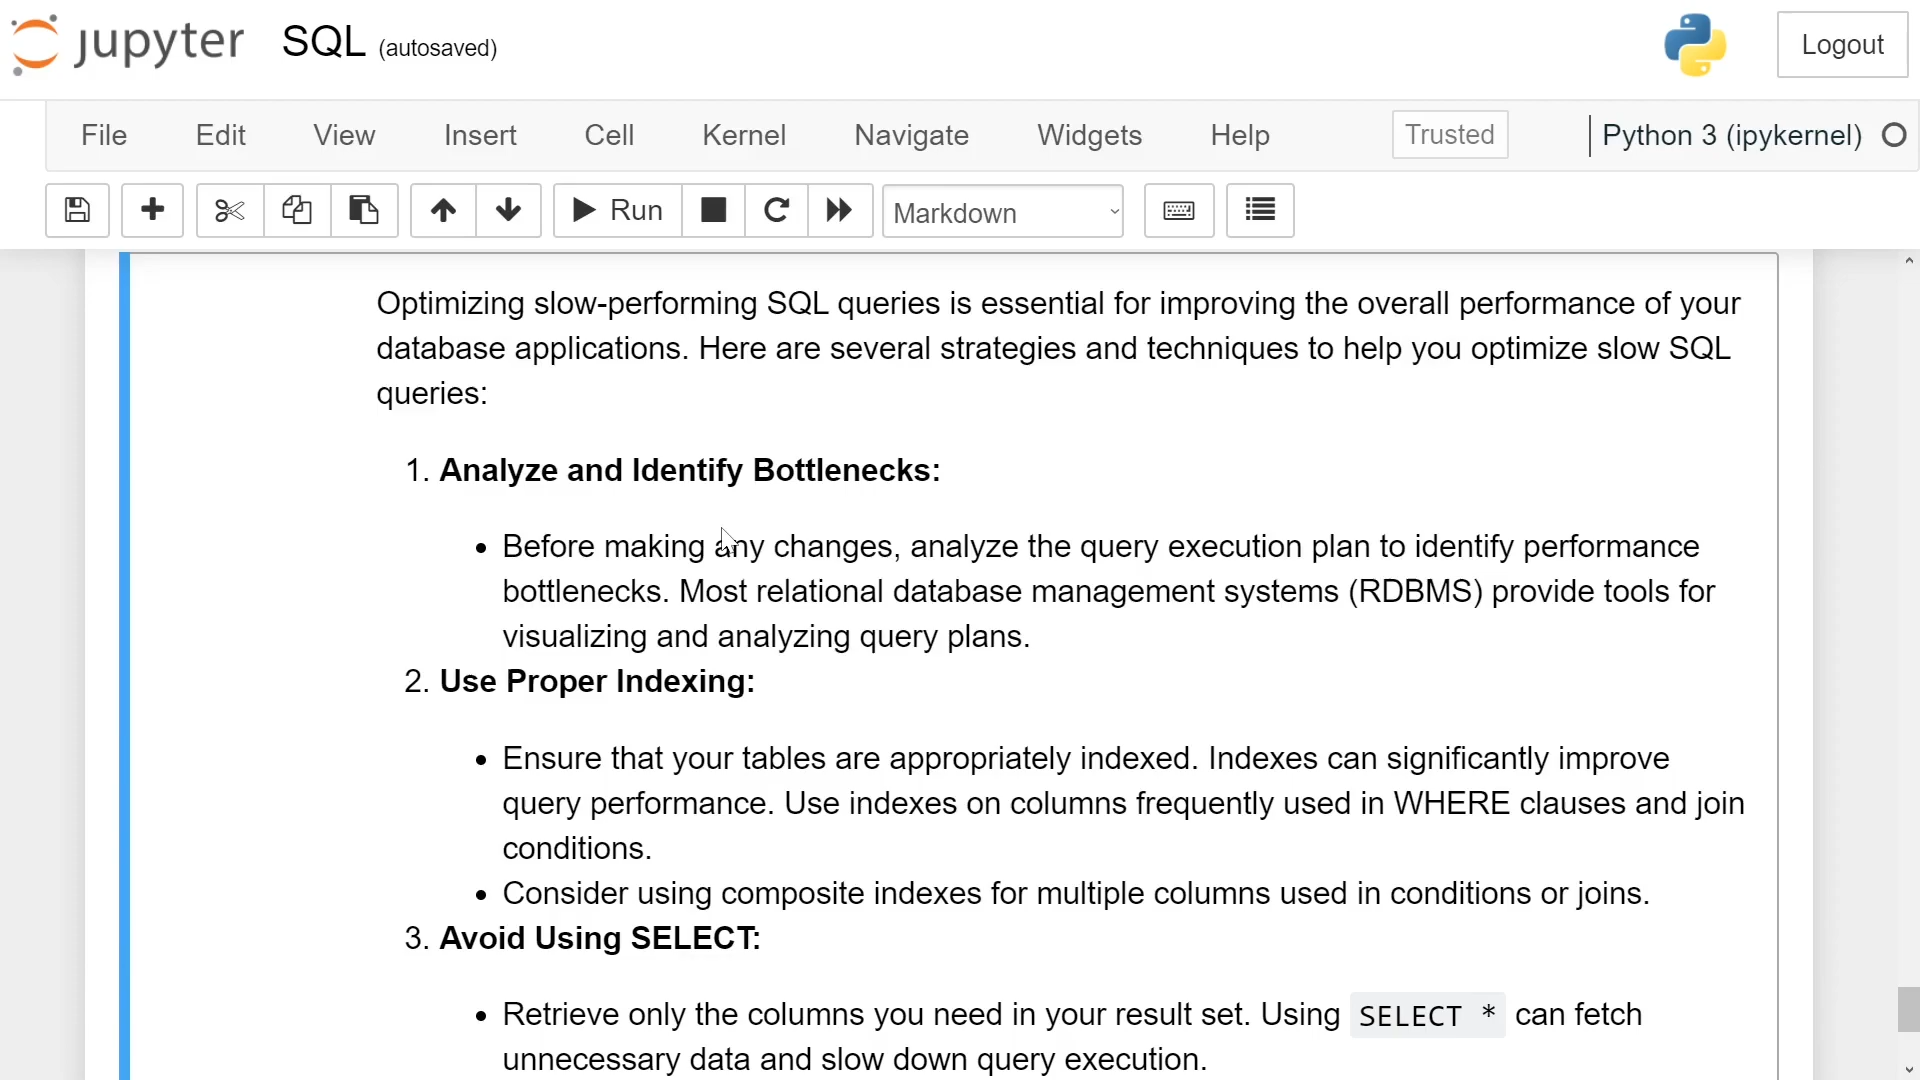 jupyter SQL (autosaved) Logout
File Edit View Insert Cell Kernel Navigate Widgets Help Trusted Python 3 (ipykernel)
Run Markdown
Optimizing slow-performing SQL queries is essential for improving the overall performance of your
database applications. Here are several strategies and techniques to help you optimize slow SQL
queries:
1. Analyze and Identify Bottlenecks:
• Before making any changes, analyze the query execution plan to identify performance
bottlenecks. Most relational database management systems (RDBMS) provide tools for
visualizing and analyzing query plans.
2. Use Proper Indexing:
• Ensure that your tables are appropriately indexed. Indexes can significantly improve
query performance. Use indexes on columns frequently used in WHERE clauses and join
conditions.
• Consider using composite indexes for multiple columns used in conditions or joins.
3. Avoid Using SELECT:
• Retrieve only the columns you need in your result set. Using SELECT * can fetch
unnecessary data and slow down query execution.